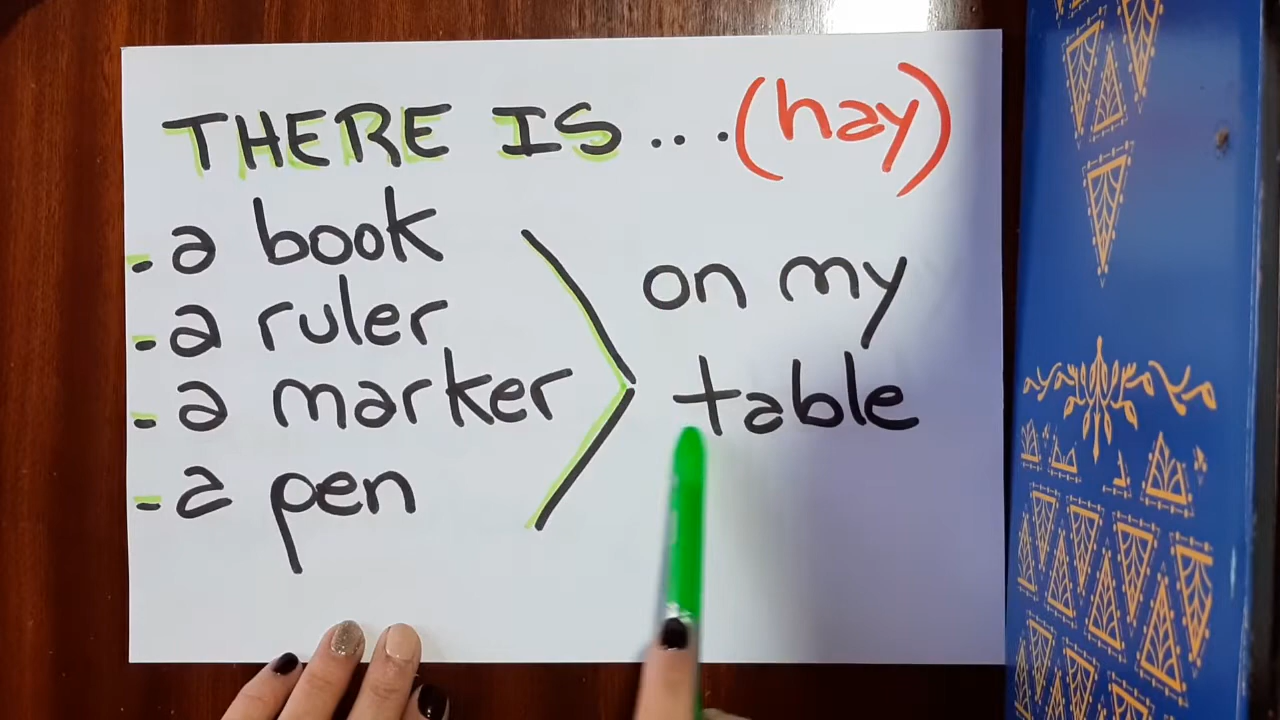 THERE IS ... (hay)
- a book
- a ruler
- a marker
- a pen
on my
table